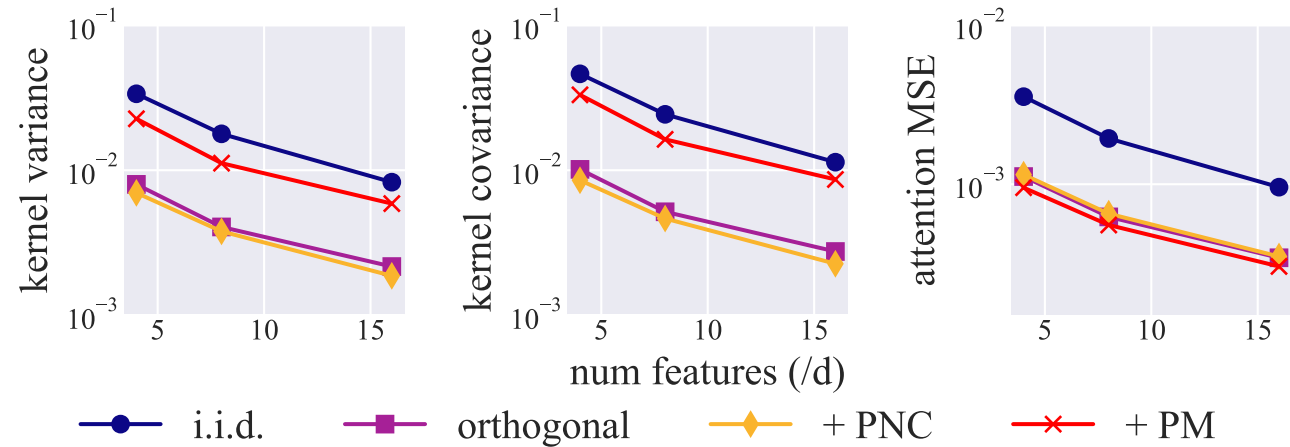 kernel variance
10⁻¹
10⁻²
10⁻³
5
10
15
kernel covariance
10⁻¹
10⁻²
10⁻³
5
10
15
attention MSE
10⁻²
10⁻³
5
10
15
num features (/d)
i.i.d.
orthogonal
+ PNC
+ PM